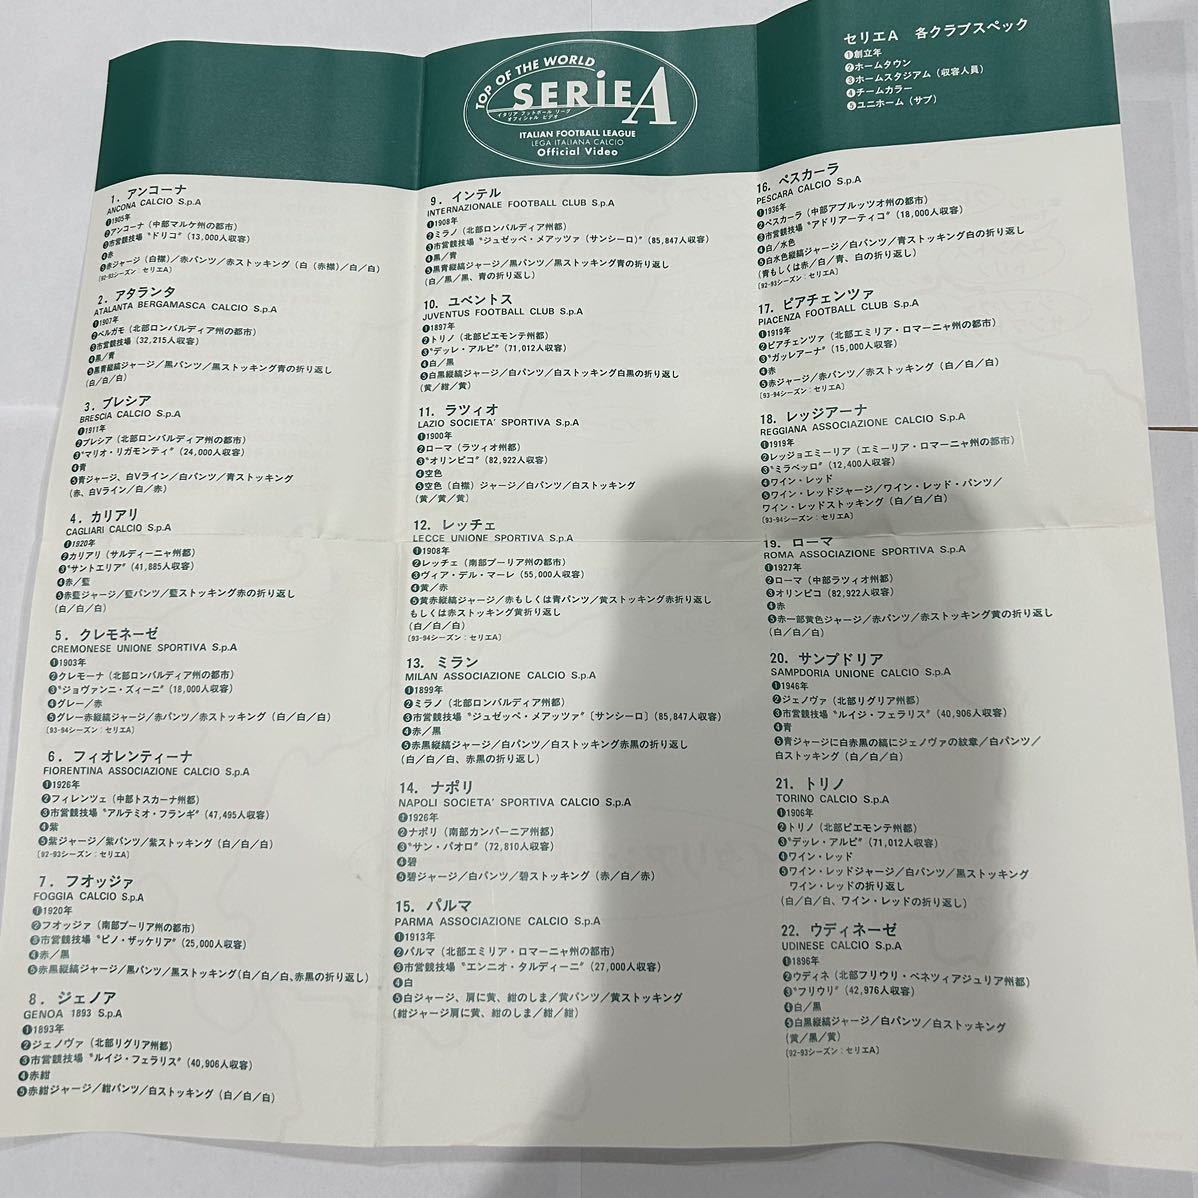 TOP OF THE WORLD
SERIE A
イタリア フットボール リーグ
オフィシャル ビデオ
ITALIAN FOOTBALL LEAGUE
LEGA ITALIANA CALCIO
Official Video
セリエA 各クラブスペック
❶創立年
❷ホームタウン
❸ホームスタジアム（収容人員）
❹チームカラー
❺ユニホーム（サブ）
1．アンコーナ
ANCONA CALCIO S.p.A
❶1905年
❷アンコーナ（中部マルケ州の都市）
❸市営競技場〝ドリコ〞（13,000人収容）
❹赤
❺赤ジャージ（白襟）／赤パンツ／赤ストッキング（白（赤襟）／白／白）
〔92-93シーズン：セリエA〕
2．アタランタ
ATALANTA BERGAMASCA CALCIO S.p.A
❶1907年
❷ベルガモ（北部ロンバルディア州の都市）
❸市営競技場（32,215人収容）
❹黒／青
❺黒青縦縞ジャージ／黒パンツ／黒ストッキング青の折り返し
（白／白／白）
3．ブレシア
BRESCIA CALCIO S.p.A
❶1911年
❷ブレシア（北部ロンバルディア州の都市）
❸〝マリオ・リガモンティ〞（24,000人収容）
❹青
❺青ジャージ、白Vライン／白パンツ／青ストッキング
（赤、白Vライン／白／赤）
4．カリアリ
CAGLIARI CALCIO S.p.A
❶1920年
❷カリアリ（サルディーニャ州都）
❸〝サントエリア〞（41,885人収容）
❹赤／藍
❺赤藍ジャージ／藍パンツ／藍ストッキング赤の折り返し
（白／白／白）
5．クレモネーゼ
CREMONESE UNIONE SPORTIVA S.p.A
❶1903年
❷クレモーナ（北部ロンバルディア州の都市）
❸〝ジョヴァンニ・ズィーニ〞（18,000人収容）
❹グレー／赤
❺グレー赤縦縞ジャージ／赤パンツ／赤ストッキング（白／白／白）
〔93-94シーズン：セリエA〕
6．フィオレンティーナ
FIORENTINA ASSOCIAZIONE CALCIO S.p.A
❶1926年
❷フィレンツェ（中部トスカーナ州都）
❸市営競技場〝アルテミオ・フランキ〞（47,495人収容）
❹紫
❺紫ジャージ／紫パンツ／紫ストッキング（白／白／白）
〔92-93シーズン：セリエA〕
7．フオッジァ
FOGGIA CALCIO S.p.A
❶1920年
❷フオッジァ（南部プーリア州の都市）
❸市営競技場〝ピノ・ザッケリア〞（25,000人収容）
❹赤／黒
❺赤黒縦縞ジャージ／黒パンツ／黒ストッキング（白／白／白、赤黒の折り返し）
8．ジェノア
GENOA 1893 S.p.A
❶1893年
❷ジェノヴァ（北部リグリア州都）
❸市営競技場〝ルイジ・フェラリス〞（40,906人収容）
❹赤紺
❺赤紺ジャージ／紺パンツ／白ストッキング（白／白／白）
9．インテル
INTERNAZIONALE FOOTBALL CLUB S.p.A
❶1908年
❷ミラノ（北部ロンバルディア州都）
❸市営競技場〝ジュゼッペ・メアッツァ（サンシーロ）〞（85,847人収容）
❹黒／青
❺黒青縦縞ジャージ／黒パンツ／黒ストッキング青の折り返し
（白／黒／黒、青の折り返し）
10．ユベントス
JUVENTUS FOOTBALL CLUB S.p.A
❶1897年
❷トリノ（北部ピエモンテ州都）
❸〝デッレ・アルピ〞（71,012人収容）
❹白／黒
❺白黒縦縞ジャージ／白パンツ／白ストッキング白黒の折り返し
（黄／紺／黄）
11．ラツィオ
LAZIO SOCIETA' SPORTIVA S.p.A
❶1900年
❷ローマ（ラツィオ州都）
❸〝オリンピコ〞（82,922人収容）
❹空色
❺空色（白襟）ジャージ／白パンツ／白ストッキング
（黄／黄／黄）
12．レッチェ
LECCE UNIONE SPORTIVA S.p.A
❶1908年
❷レッチェ（南部プーリア州の都市）
❸ヴィア・デル・マーレ（55,000人収容）
❹黄／赤
❺黄赤縦縞ジャージ／赤もしくは青パンツ／黄ストッキング赤折り返し
もしくは赤ストッキング黄折り返し
（白／白／白）
〔93-94シーズン：セリエA〕
13．ミラン
MILAN ASSOCIAZIONE CALCIO S.p.A
❶1899年
❷ミラノ（北部ロンバルディア州都）
❸市営競技場〝ジュゼッペ・メアッツァ〞〔サンシーロ〕（85,847人収容）
❹赤／黒
❺赤黒縦縞ジャージ／白パンツ／白ストッキング赤黒の折り返し
（白／白／白、赤黒の折り返し）
14．ナポリ
NAPOLI SOCIETA' SPORTIVA CALCIO S.p.A
❶1926年
❷ナポリ（南部カンパーニア州都）
❸〝サン・パオロ〞（72,810人収容）
❹碧
❺碧ジャージ／白パンツ／碧ストッキング（赤／白／赤）
15．パルマ
PARMA ASSOCIAZIONE CALCIO S.p.A
❶1913年
❷パルマ（北部エミリア・ロマーニャ州の都市）
❸市営競技場〝エンニオ・タルディーニ〞（27,000人収容）
❹白
❺白ジャージ、肩に黄、紺のしま／黄パンツ／黄ストッキング
（紺ジャージ肩に黄、紺のしま／紺／紺）
16．ペスカーラ
PESCARA CALCIO S.p.A
❶1936年
❷ペスカーラ（中部アブルッツオ州の都市）
❸市営競技場〝アドリアーティコ〞（18,000人収容）
❹白／水色
❺白水色縦縞ジャージ／白パンツ／青ストッキング白の折り返し
（青もしくは赤／白／青、白の折り返し）
〔92-93シーズン：セリエA〕
17．ピアチェンツァ
PIACENZA FOOTBALL CLUB S.p.A
❶1919年
❷ピアチェンツァ（北部エミリア・ロマーニャ州の都市）
❸〝ガッレアーナ〞（15,000人収容）
❹赤
❺赤ジャージ／赤パンツ／赤ストッキング（白／白／白）
〔93-94シーズン：セリエA〕
18．レッジアーナ
REGGIANA ASSOCIAZIONE CALCIO S.p.A
❶1919年
❷レッジョエミーリア（エミーリア・ロマーニャ州の都市）
❸〝ミラベッロ〞（12,400人収容）
❹ワイン・レッド
❺ワイン・レッドジャージ／ワイン・レッド・パンツ／
ワイン・レッドストッキング（白／白／白）
〔93-94シーズン：セリエA〕
19．ローマ
ROMA ASSOCIAZIONE SPORTIVA S.p.A
❶1927年
❷ローマ（中部ラツィオ州都）
❸オリンピコ（82,922人収容）
❹赤
❺赤一部黄色ジャージ／赤パンツ／赤ストッキング黄の折り返し
（白／白／白）
20．サンプドリア
SAMPDORIA UNIONE CALCIO S.p.A
❶1946年
❷ジェノヴァ（北部リグリア州都）
❸市営競技場〝ルイジ・フェラリス〞（40,906人収容）
❹青
❺青ジャージに白赤黒の縞にジェノヴァの紋章／白パンツ／
白ストッキング（白／白／白）
21．トリノ
TORINO CALCIO S.p.A
❶1906年
❷トリノ（北部ピエモンテ州都）
❸〝デッレ・アルピ〞（71,012人収容）
❹ワイン・レッド
❺ワイン・レッドジャージ／白パンツ／黒ストッキング
ワイン・レッドの折り返し
（白／白／白、ワイン・レッドの折り返し）
22．ウディネーゼ
UDINESE CALCIO S.p.A
❶1896年
❷ウディネ（北部フリウリ・ベネツィアジュリア州都）
❸〝フリウリ〞（42,976人収容）
❹白／黒
❺白黒縦縞ジャージ／白パンツ／白ストッキング
（黄／黒／黄）
〔92-93シーズン：セリエA〕